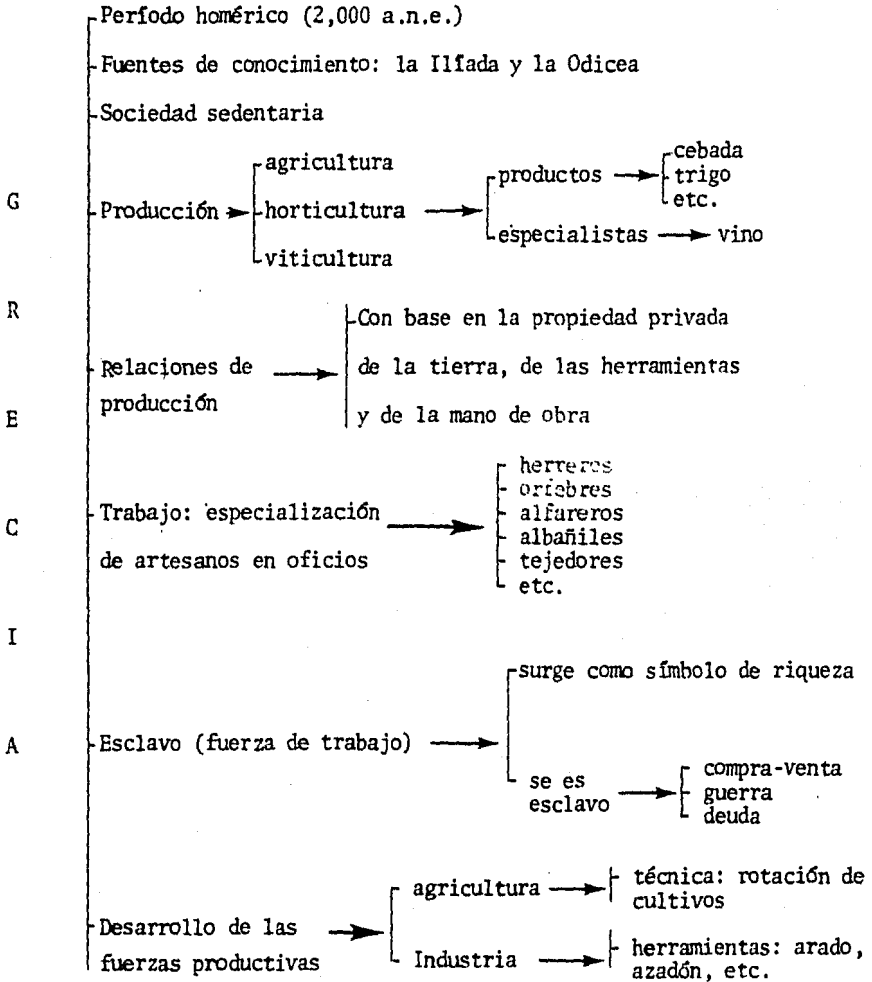 GRECIA
Período homérico (2,000 a.n.e.)
Fuentes de conocimiento: la Ilíada y la Odicea
Sociedad sedentaria
Producción
agricultura
horticultura
viticultura
productos
cebada
trigo
etc.
especialistas
vino
Relaciones de
producción
Con base en la propiedad privada
de la tierra, de las herramientas
y de la mano de obra
Trabajo: especialización
de artesanos en oficios
herreros
orfebres
alfareros
albañiles
tejedores
etc.
Esclavo (fuerza de trabajo)
surge como símbolo de riqueza
se es
esclavo
compra-venta
guerra
deuda
Desarrollo de las
fuerzas productivas
agricultura
técnica: rotación de
cultivos
Industria
herramientas: arado,
azadón, etc.